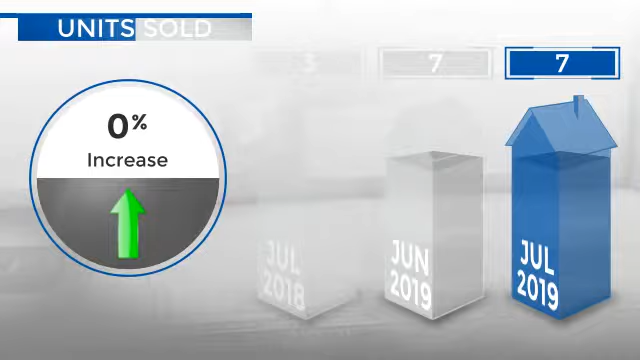 UNITS SOLD
7
7
0%
Increase
JUL
2018
JUN
2019
JUL
2019